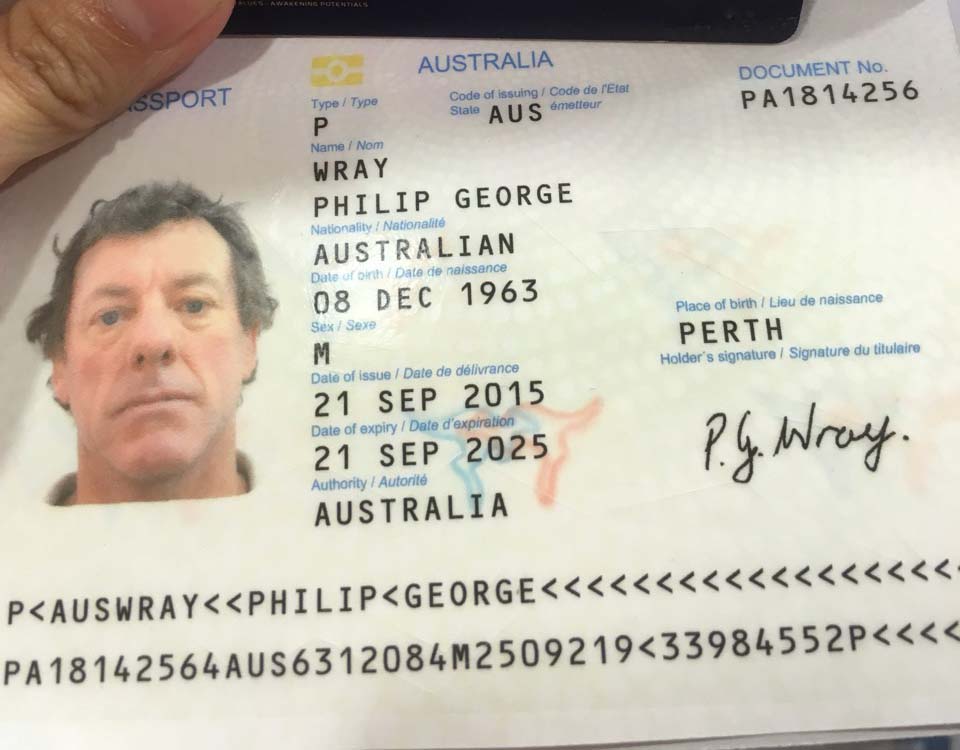 BLUES - AWAKENING POTENTIALS
AUSTRALIA
DOCUMENT No.
PASSPORT
Type / Type
Code of issuing / Code de l'Etat
State AUS émetteur
PA1814256
P
Name / Nom
WRAY
PHILIP GEORGE
Nationality / Nationalité
AUSTRALIAN
Date of birth / Date de naissance
08 DEC 1963
Place of birth / Lieu de naissance
PERTH
Sex / Sexe
M
Holder's signature / Signature du titulaire
Date of issue / Date de délivrance
21 SEP 2015
Date of expiry / Date d'expiration
21 SEP 2025
P.G. Wray.
Authority / Autorité
AUSTRALIA
P<AUSWRAY<<PHILIP<GEORGE<<<<<<<<<<<<<<<<<<<
PA18142564AUS6312084M2509219<33984552P<<<<